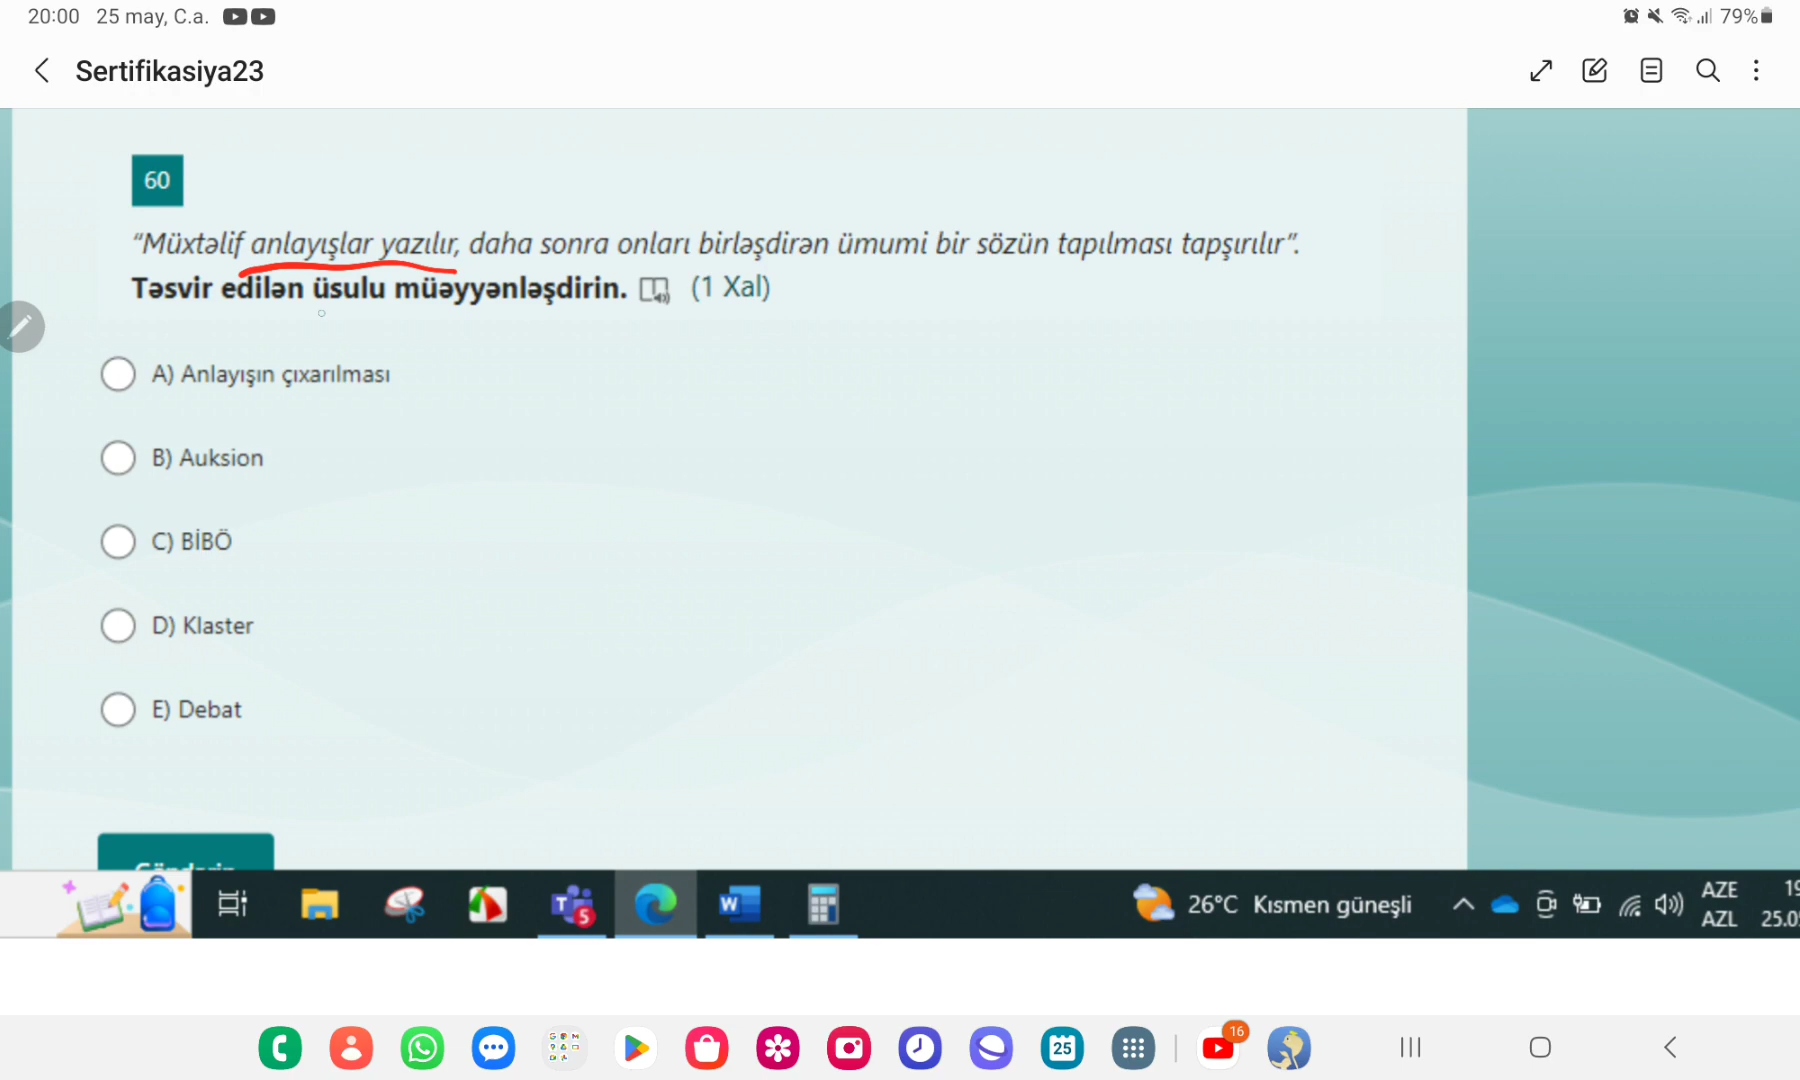 20:00 25 may, C.a.
79%
Sertifikasiya23
60
“Müxtəlif anlayışlar yazılır, daha sonra onları birləşdirən ümumi bir sözün tapılması tapşırılır”.
Təsvir edilən üsulu müəyyənləşdirin. (1 Xal)
A) Anlayışın çıxarılması
B) Auksion
C) BİBÖ
D) Klaster
E) Debat
26°C Kısmen güneşli
AZE
AZL
5
W
16
25